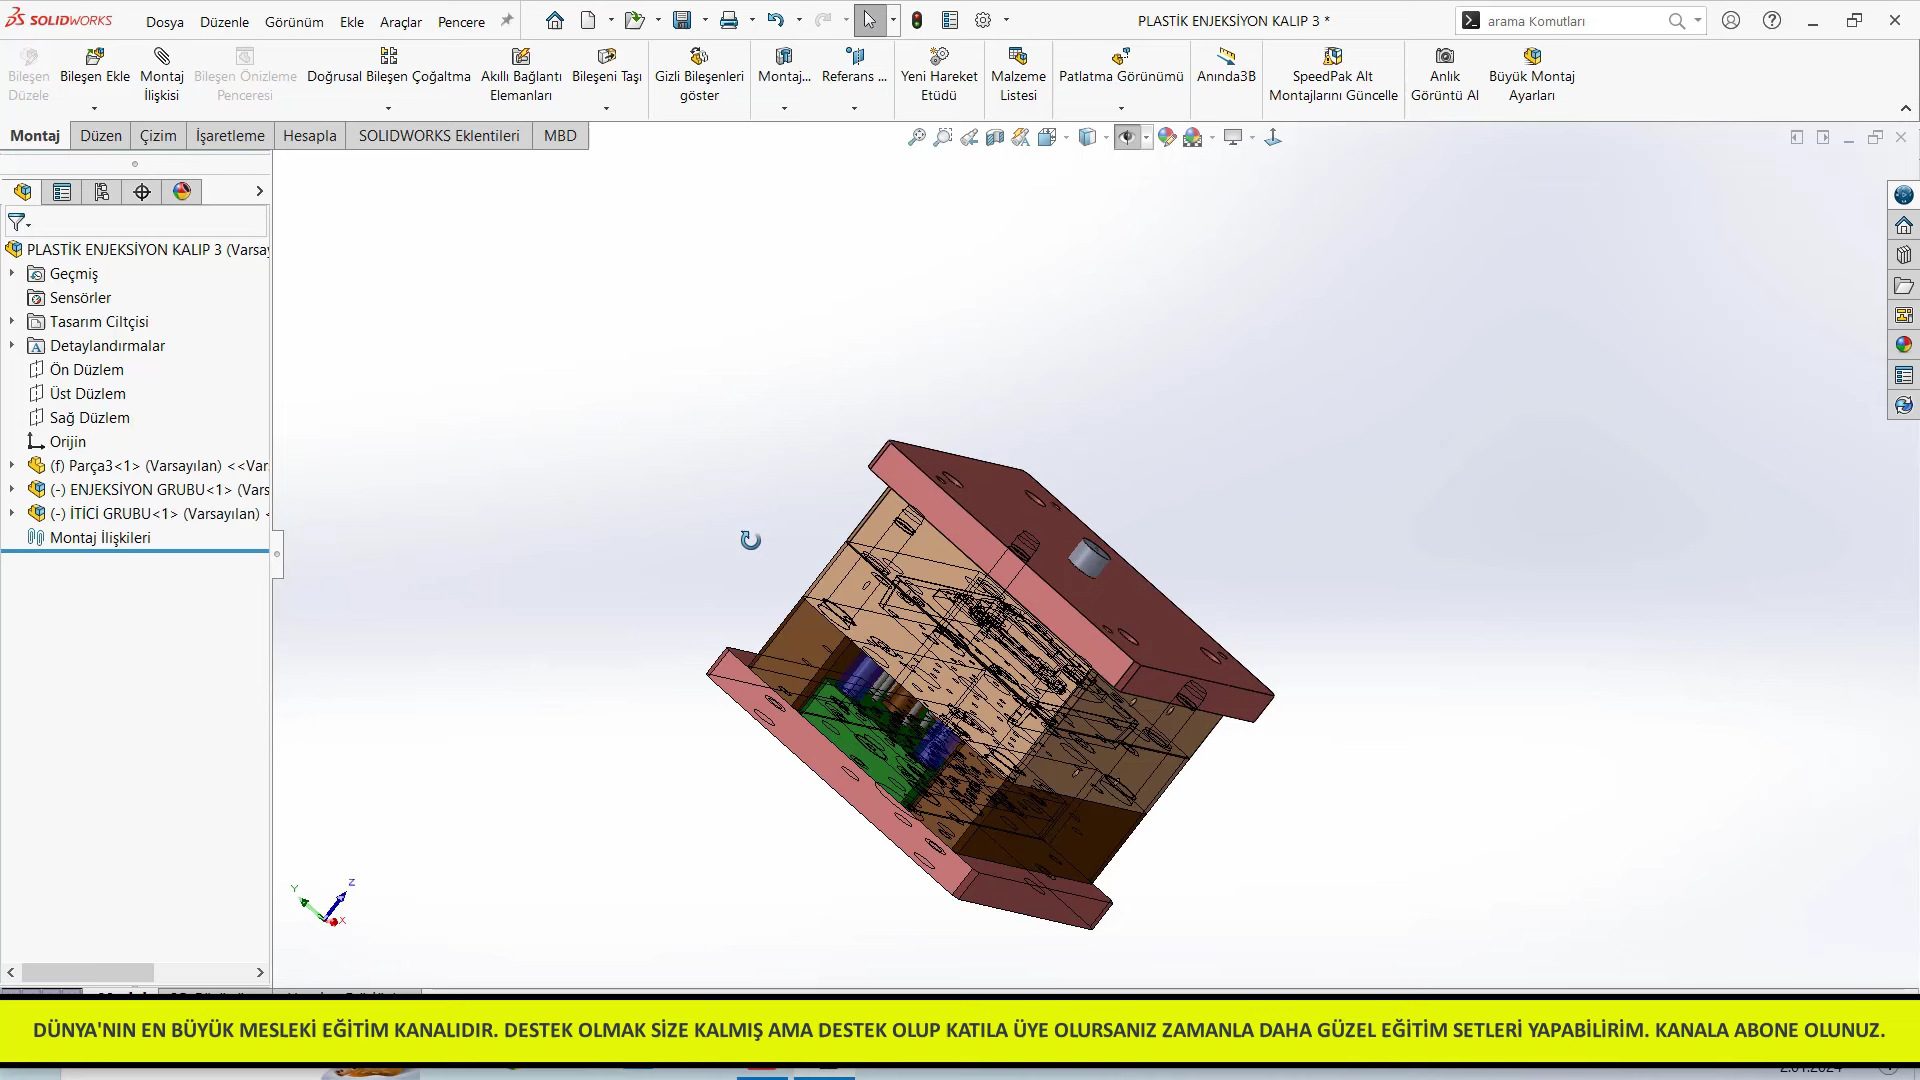 SOLIDWORKS
Dosya Düzenle Görünüm Ekle Araçlar Pencere
PLASTİK ENJEKSİYON KALIP 3 *
arama Komutları
Bileşen Düzele
Bileşen Ekle
Montaj İlişkisi
Bileşen Önizleme Penceresi
Doğrusal Bileşen Çoğaltma
Akıllı Bağlantı Elemanları
Bileşeni Taşı
Gizli Bileşenleri göster
Montaj...
Referans ...
Yeni Hareket Etüdü
Malzeme Listesi
Patlatma Görünümü
Anında3B
SpeedPak Alt Montajlarını Güncelle
Anlık Görüntü Al
Büyük Montaj Ayarları
Montaj Düzen Çizim İşaretleme Hesapla SOLIDWORKS Eklentileri MBD
PLASTİK ENJEKSİYON KALIP 3 (Varsay
Geçmiş
Sensörler
Tasarım Ciltçisi
Detaylandırmalar
Ön Düzlem
Üst Düzlem
Sağ Düzlem
Orijin
(f) Parça3<1> (Varsayılan) <<Var
(-) ENJEKSİYON GRUBU<1> (Vars
(-) İTİCİ GRUBU<1> (Varsayılan) <
Montaj İlişkileri
Y Z X
DÜNYA'NIN EN BÜYÜK MESLEKİ EĞİTİM KANALIDIR. DESTEK OLMAK SİZE KALMIŞ AMA DESTEK OLUP KATILA ÜYE OLURSANIZ ZAMANLA DAHA GÜZEL EĞİTİM SETLERİ YAPABİLİRİM. KANALA ABONE OLUNUZ.